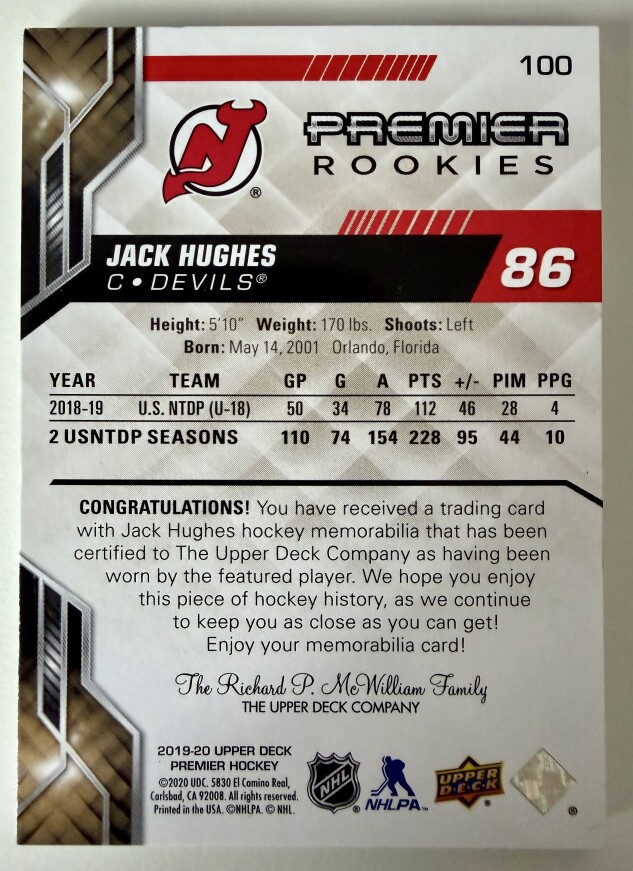 100
PREMIER
ROOKIES
®
JACK HUGHES
C • DEVILS®
86
Height: 5'10" Weight: 170 lbs. Shoots: Left
Born: May 14, 2001 Orlando, Florida
YEAR TEAM GP G A PTS +/- PIM PPG
2018-19 U.S. NTDP (U-18) 50 34 78 112 46 28 4
2 USNTDP SEASONS 110 74 154 228 95 44 10
CONGRATULATIONS! You have received a trading card
with Jack Hughes hockey memorabilia that has been
certified to The Upper Deck Company as having been
worn by the featured player. We hope you enjoy
this piece of hockey history, as we continue
to keep you as close as you can get!
Enjoy your memorabilia card!
The Richard P. McWilliam Family
THE UPPER DECK COMPANY
2019-20 UPPER DECK
PREMIER HOCKEY
©2020 UDC. 5830 El Camino Real,
Carlsbad, CA 92008. All rights reserved.
Printed in the USA. ©NHLPA. © NHL.
NHL ®
NHLPA™
UPPER
DECK ®
®